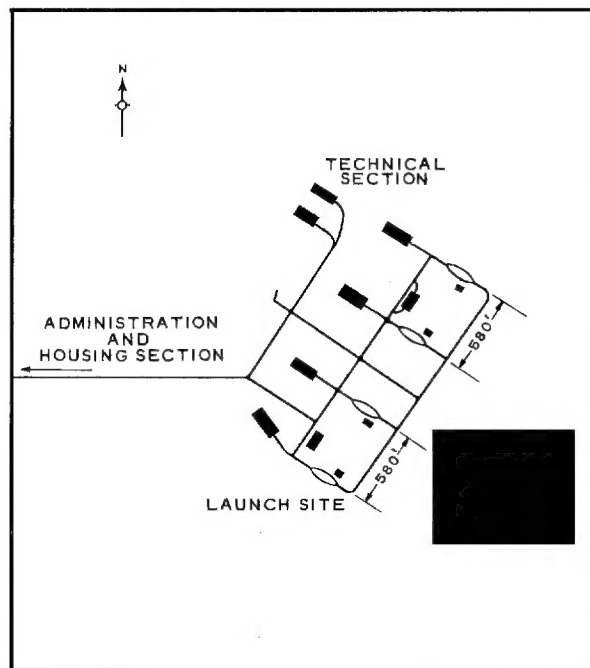 N
TECHNICAL
SECTION
ADMINISTRATION
AND
HOUSING SECTION
580'
580'
LAUNCH SITE